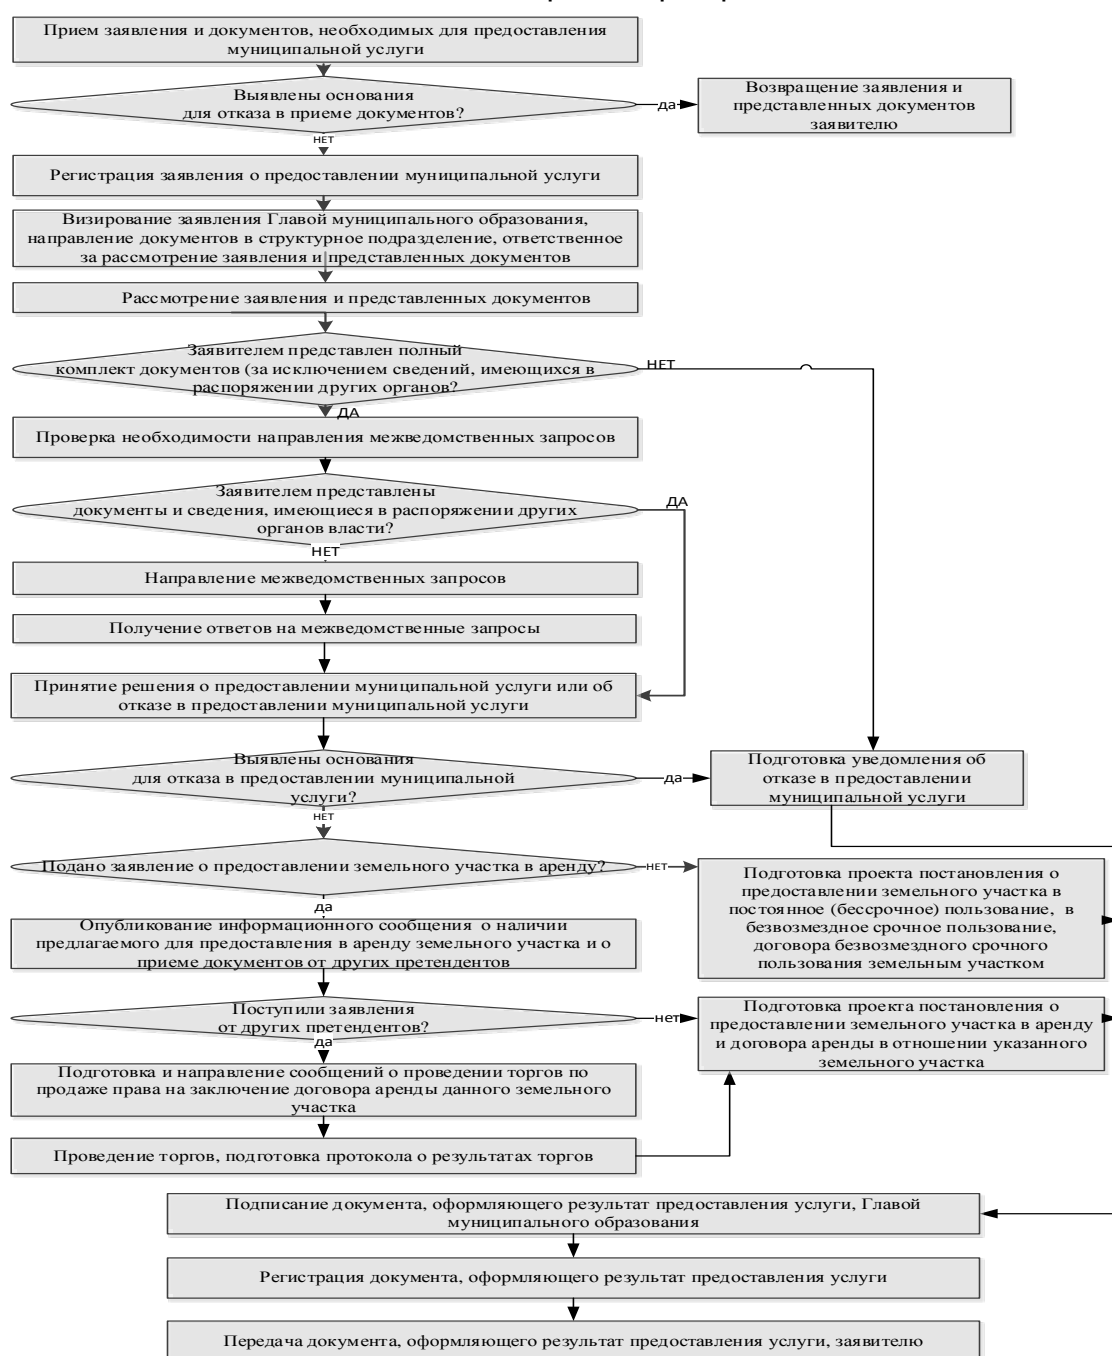 Прием заявления и документов, необходимых для предоставления
муниципальной услуги
Выявлены основания
для отказа в приеме документов?
да
Возвращение заявления и
представленных документов
заявителю
НЕТ
Регистрация заявления о предоставлении муниципальной услуги
Визирование заявления Главой муниципального образования,
направление документов в структурное подразделение, ответственное
за рассмотрение заявления и представленных документов
Рассмотрение заявления и представленных документов
Заявителем представлен полный
комплект документов (за исключением сведений, имеющихся в
распоряжении других органов?
НЕТ
ДА
Проверка необходимости направления межведомственных запросов
Заявителем представлены
документы и сведения, имеющиеся в распоряжении других
органов власти?
ДА
НЕТ
Направление межведомственных запросов
Получение ответов на межведомственные запросы
Принятие решения о предоставлении муниципальной услуги или об
отказе в предоставлении муниципальной услуги
Выявлены основания
для отказа в предоставлении муниципальной
услуги?
да
Подготовка уведомления об
отказе в предоставлении
муниципальной услуги
НЕТ
Подано заявление о предоставлении земельного участка в аренду?
НЕТ
Подготовка проекта постановления о
предоставлении земельного участка в
постоянное (бессрочное) пользование, в
безвозмездное срочное пользование,
договора безвозмездного срочного
пользования земельным участком
да
Опубликование информационного сообщения о наличии
предлагаемого для предоставления в аренду земельного участка и о
приеме документов от других претендентов
Поступили заявления
от других претендентов?
нет
Подготовка проекта постановления о
предоставлении земельного участка в аренду
и договора аренды в отношении указанного
земельного участка
да
Подготовка и направление сообщений о проведении торгов по
продаже права на заключение договора аренды данного земельного
участка
Проведение торгов, подготовка протокола о результатах торгов
Подписание документа, оформляющего результат предоставления услуги, Главой
муниципального образования
Регистрация документа, оформляющего результат предоставления услуги
Передача документа, оформляющего результат предоставления услуги, заявителю